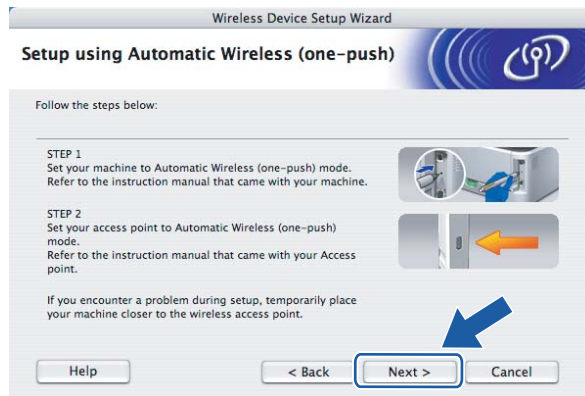 Wireless Device Setup Wizard
Setup using Automatic Wireless (one-push)
Follow the steps below:
STEP 1
Set your machine to Automatic Wireless (one-push) mode.
Refer to the instruction manual that came with your machine.
STEP 2
Set your access point to Automatic Wireless (one-push)
mode.
Refer to the instruction manual that came with your Access
point.
If you encounter a problem during setup, temporarily place
your machine closer to the wireless access point.
Help
< Back
Next >
Cancel